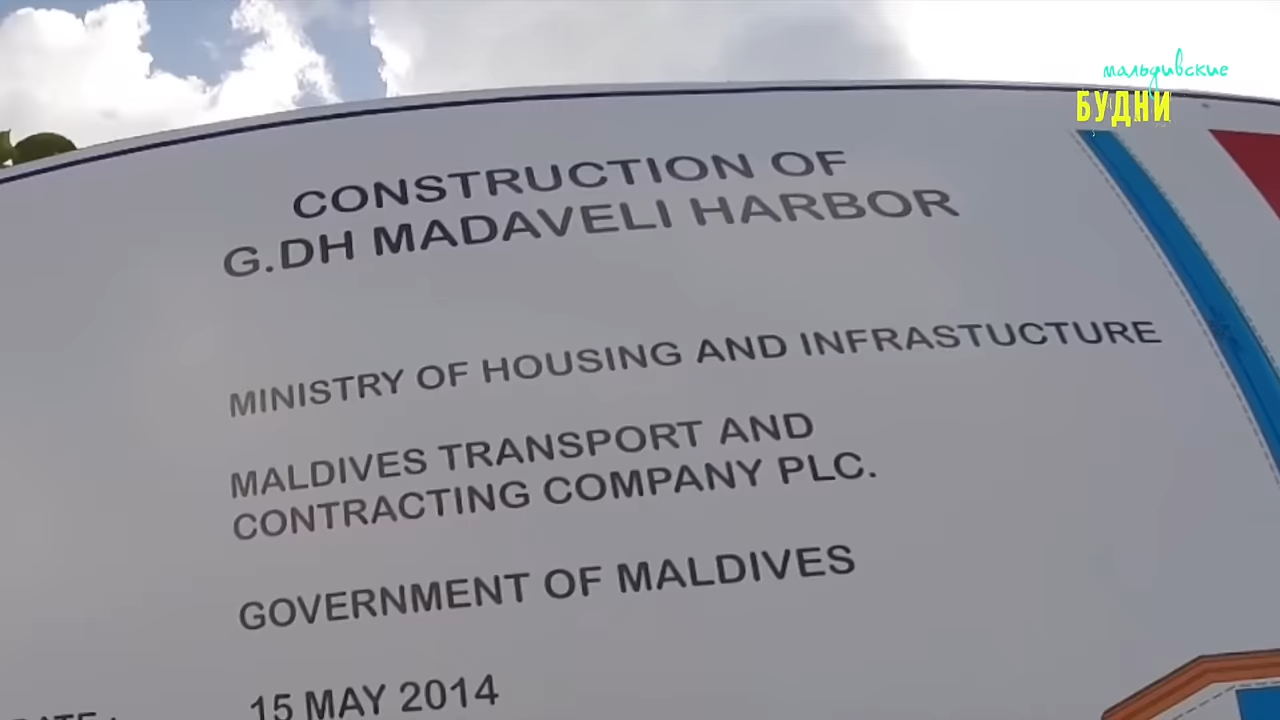 мальдивские
БУДНИ
CONSTRUCTION OF
G.DH MADAVELI HARBOR
MINISTRY OF HOUSING AND INFRASTUCTURE
MALDIVES TRANSPORT AND
CONTRACTING COMPANY PLC.
GOVERNMENT OF MALDIVES
15 MAY 2014